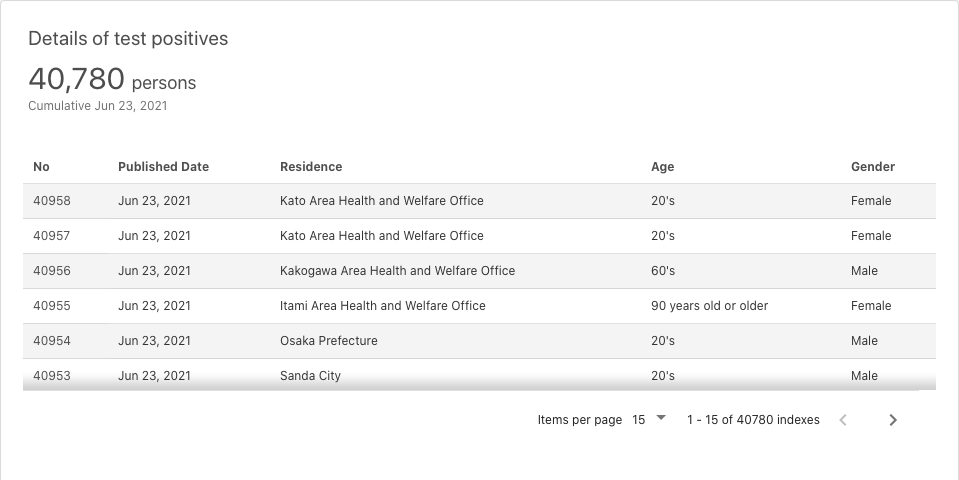 Details of test positives
40,780 persons
Cumulative Jun 23, 2021
No Published Date Residence Age Gender
40958 Jun 23, 2021 Kato Area Health and Welfare Office 20's Female
40957 Jun 23, 2021 Kato Area Health and Welfare Office 20's Female
40956 Jun 23, 2021 Kakogawa Area Health and Welfare Office 60's Male
40955 Jun 23, 2021 Itami Area Health and Welfare Office 90 years old or older Female
40954 Jun 23, 2021 Osaka Prefecture 20's Male
40953 Jun 23, 2021 Sanda City 20's Male
Items per page 15 1 - 15 of 40780 indexes